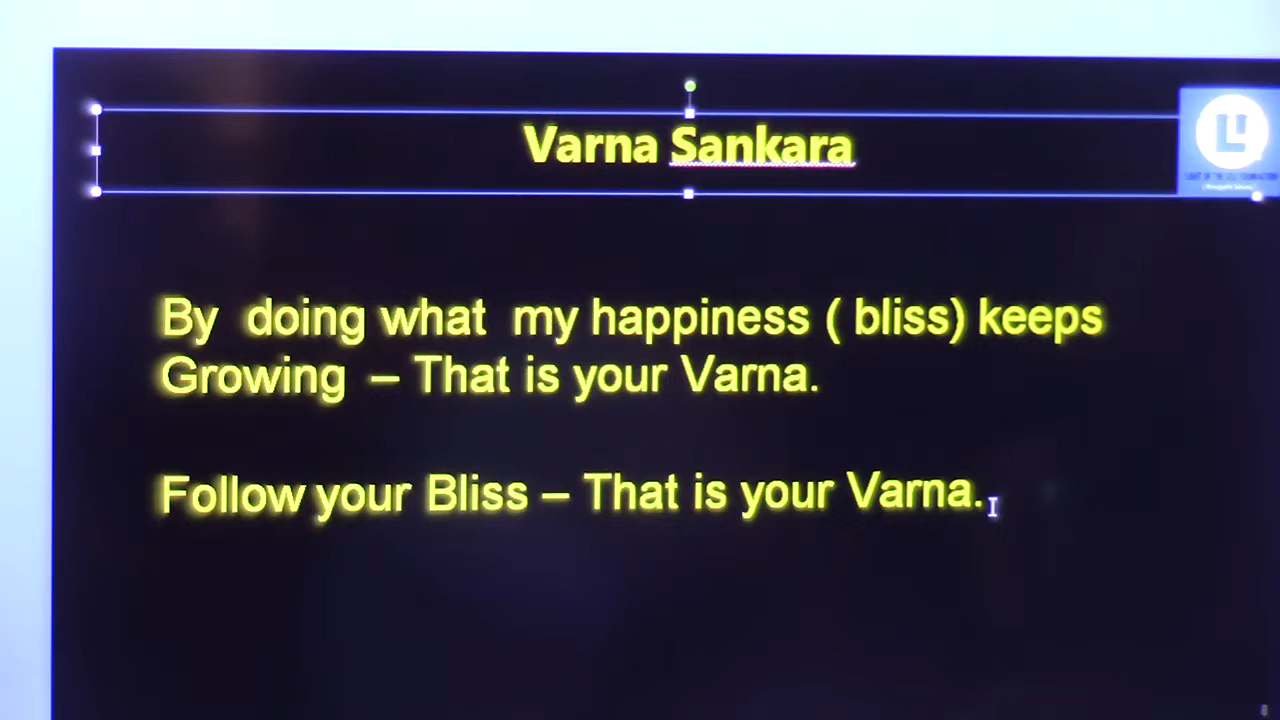 Varna Sankara
By doing what my happiness ( bliss) keeps
Growing – That is your Varna.
Follow your Bliss – That is your Varna.